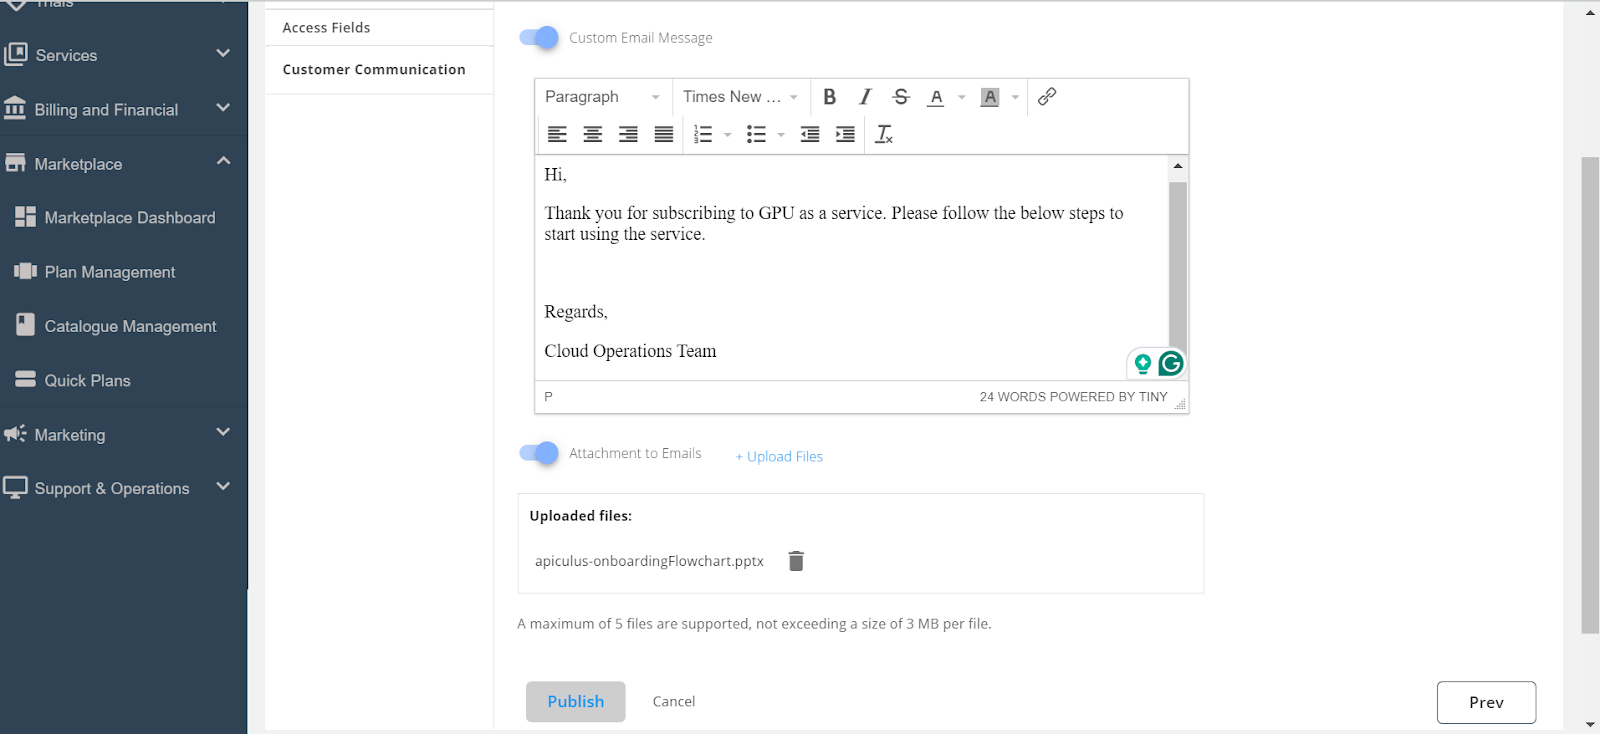 Trials
Services
Billing and Financial
Marketplace
Marketplace Dashboard
Plan Management
Catalogue Management
Quick Plans
Marketing
Support & Operations
Access Fields
Customer Communication
Custom Email Message
Paragraph
Times New ...
Hi,
Thank you for subscribing to GPU as a service. Please follow the below steps to
start using the service.
Regards,
Cloud Operations Team
P
24 WORDS POWERED BY TINY
Attachment to Emails
+ Upload Files
Uploaded files:
apiculus-onboardingFlowchart.pptx
A maximum of 5 files are supported, not exceeding a size of 3 MB per file.
Publish
Cancel
Prev